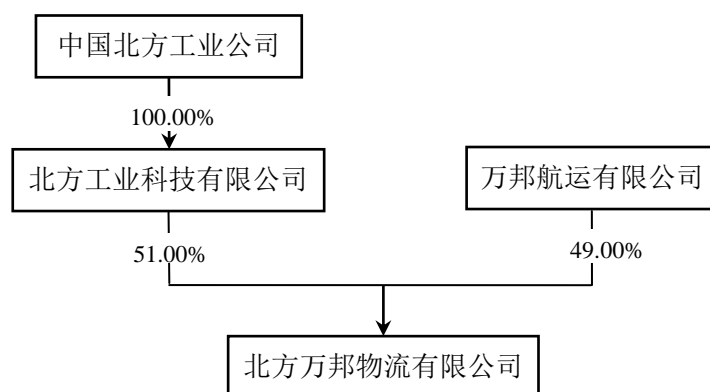 中国北方工业公司
100.00%
北方工业科技有限公司
万邦航运有限公司
51.00%
49.00%
北方万邦物流有限公司